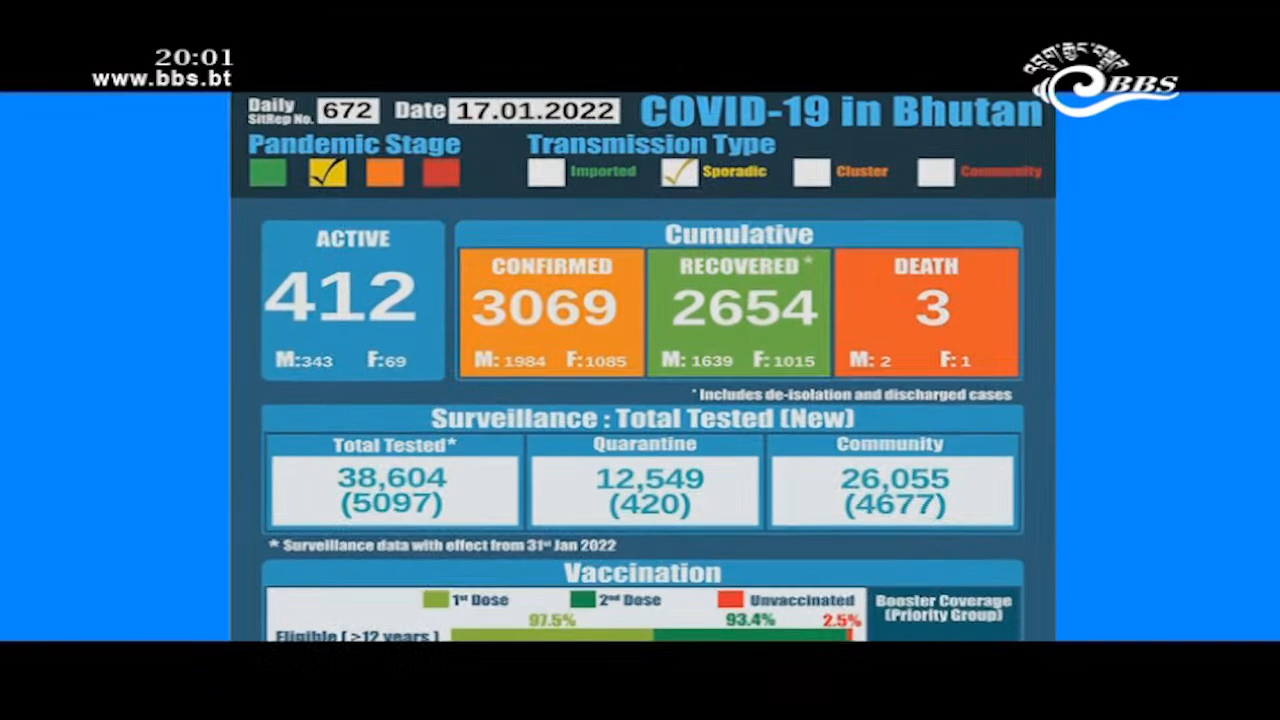 20:01
www.bbs.bt
BBS
Daily SitRep No. 672 Date 17.01.2022 COVID-19 in Bhutan
Pandemic Stage Transmission Type
Imported Sporadic Cluster Community
ACTIVE
412
M:343 F:69
Cumulative
CONFIRMED RECOVERED* DEATH
3069 2654 3
M: 1984 F:1085 M: 1639 F:1015 M: 2 F:1
* Includes de-isolation and discharged cases
Surveillance : Total Tested (New)
Total Tested* Quarantine Community
38,604 12,549 26,055
(5097) (420) (4677)
* Surveillance data with effect from 31st Jan 2022
Vaccination
1st Dose 2nd Dose Unvaccinated
97.5% 93.4% 2.5%
Eligible ( >12 years )
Booster Coverage
(Priority Group)